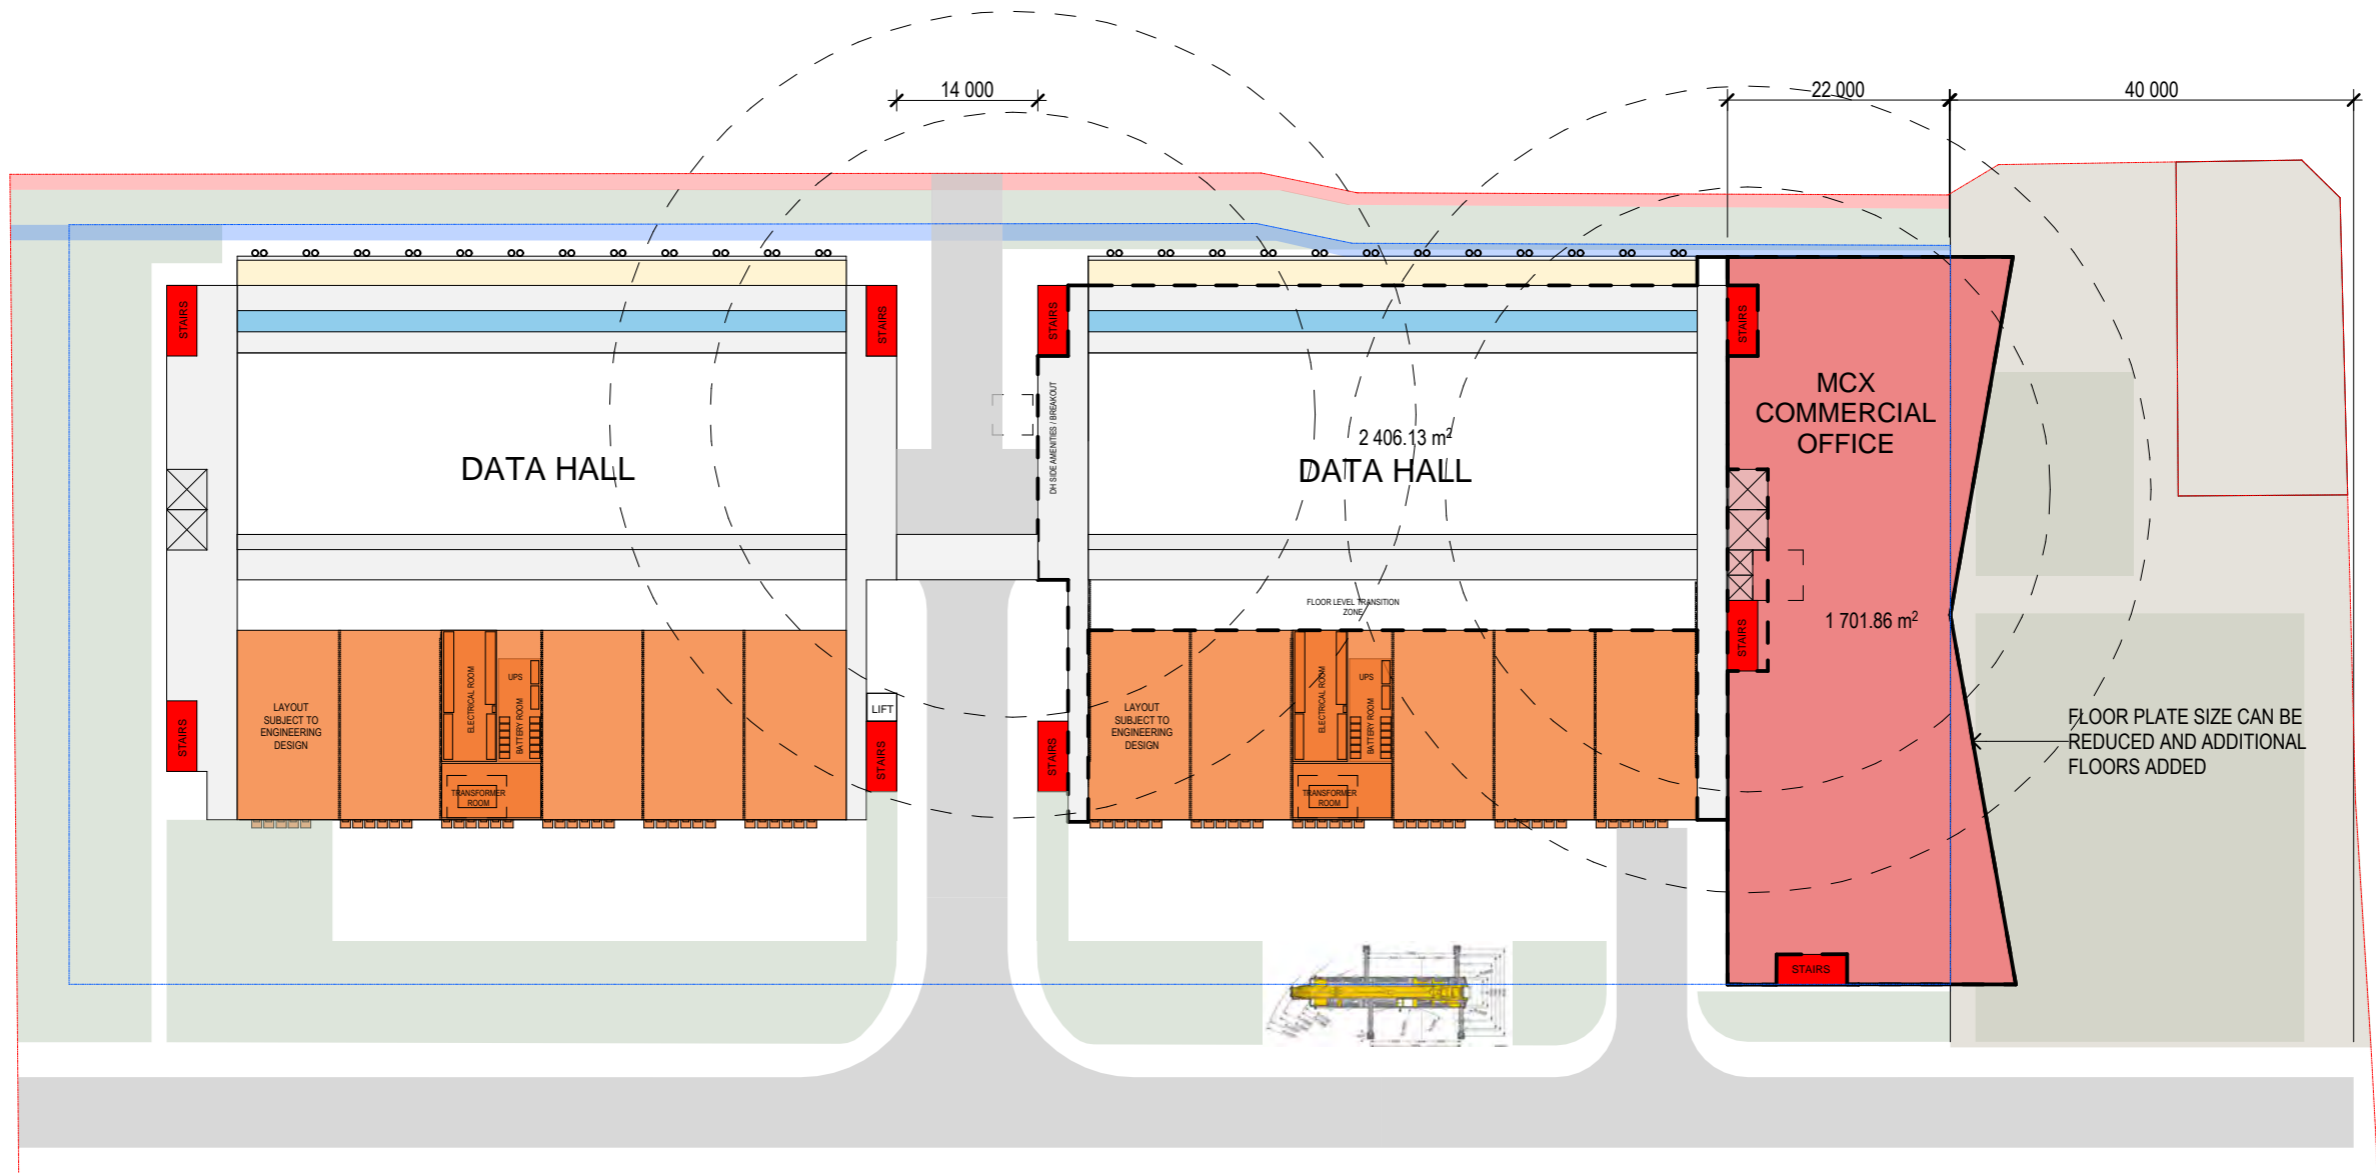 14 000
22 000
40 000
STAIRS
STAIRS
STAIRS
STAIRS
DH SIDE AMENITIES / BREAKOUT
MCX
COMMERCIAL
OFFICE
2 406.13 m²
DATA HALL
DATA HALL
FLOOR LEVEL TRANSITION
ZONE
1 701.86 m²
STAIRS
LAYOUT
SUBJECT TO
ENGINEERING
DESIGN
ELECTRICAL ROOM
UPS
BATTERY ROOM
TRANSFORMER
ROOM
STAIRS
LIFT
STAIRS
STAIRS
LAYOUT
SUBJECT TO
ENGINEERING
DESIGN
ELECTRICAL ROOM
UPS
BATTERY ROOM
TRANSFORMER
ROOM
FLOOR PLATE SIZE CAN BE
REDUCED AND ADDITIONAL
FLOORS ADDED
STAIRS